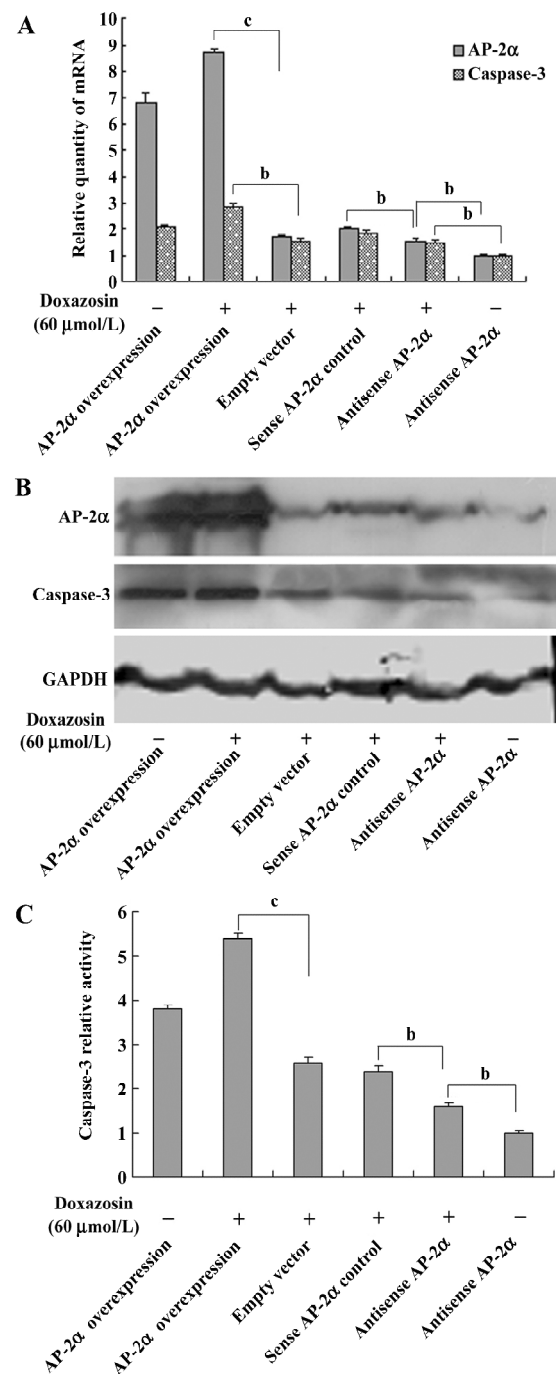 A
Relative quantity of mRNA
10
9
8
7
6
5
4
3
2
1
0
c
b
b
b
b
AP-2α
Caspase-3
Doxazosin
(60 μmol/L)
– + + + + –
AP-2α overexpression
AP-2α overexpression
Empty vector
Sense AP-2α control
Antisense AP-2α
Antisense AP-2α
B
AP-2α
Caspase-3
GAPDH
Doxazosin
(60 μmol/L)
– + + + + –
AP-2α overexpression
AP-2α overexpression
Empty vector
Sense AP-2α control
Antisense AP-2α
Antisense AP-2α
C
Caspase-3 relative activity
6
5
4
3
2
1
0
c
b
b
Doxazosin
(60 μmol/L)
– + + + + –
AP-2α overexpression
AP-2α overexpression
Empty vector
Sense AP-2α control
Antisense AP-2α
Antisense AP-2α